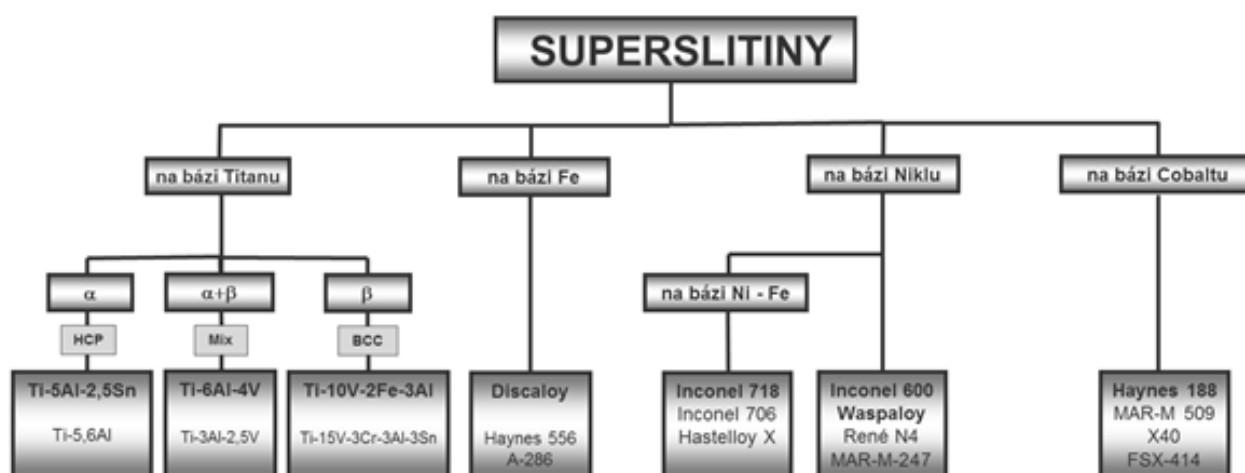 SUPERSLITINY
na bázi Titanu
na bázi Fe
na bázi Niklu
na bázi Cobaltu
α
α+β
β
na bázi Ni - Fe
HCP
Mix
BCC
Ti-5Al-2,5Sn
Ti-5,6Al
Ti-6Al-4V
Ti-3Al-2,5V
Ti-10V-2Fe-3Al
Ti-15V-3Cr-3Al-3Sn
Discaloy
Haynes 556
A-286
Inconel 718
Inconel 706
Hastelloy X
Inconel 600
Waspaloy
René N4
MAR-M-247
Haynes 188
MAR-M 509
X40
FSX-414